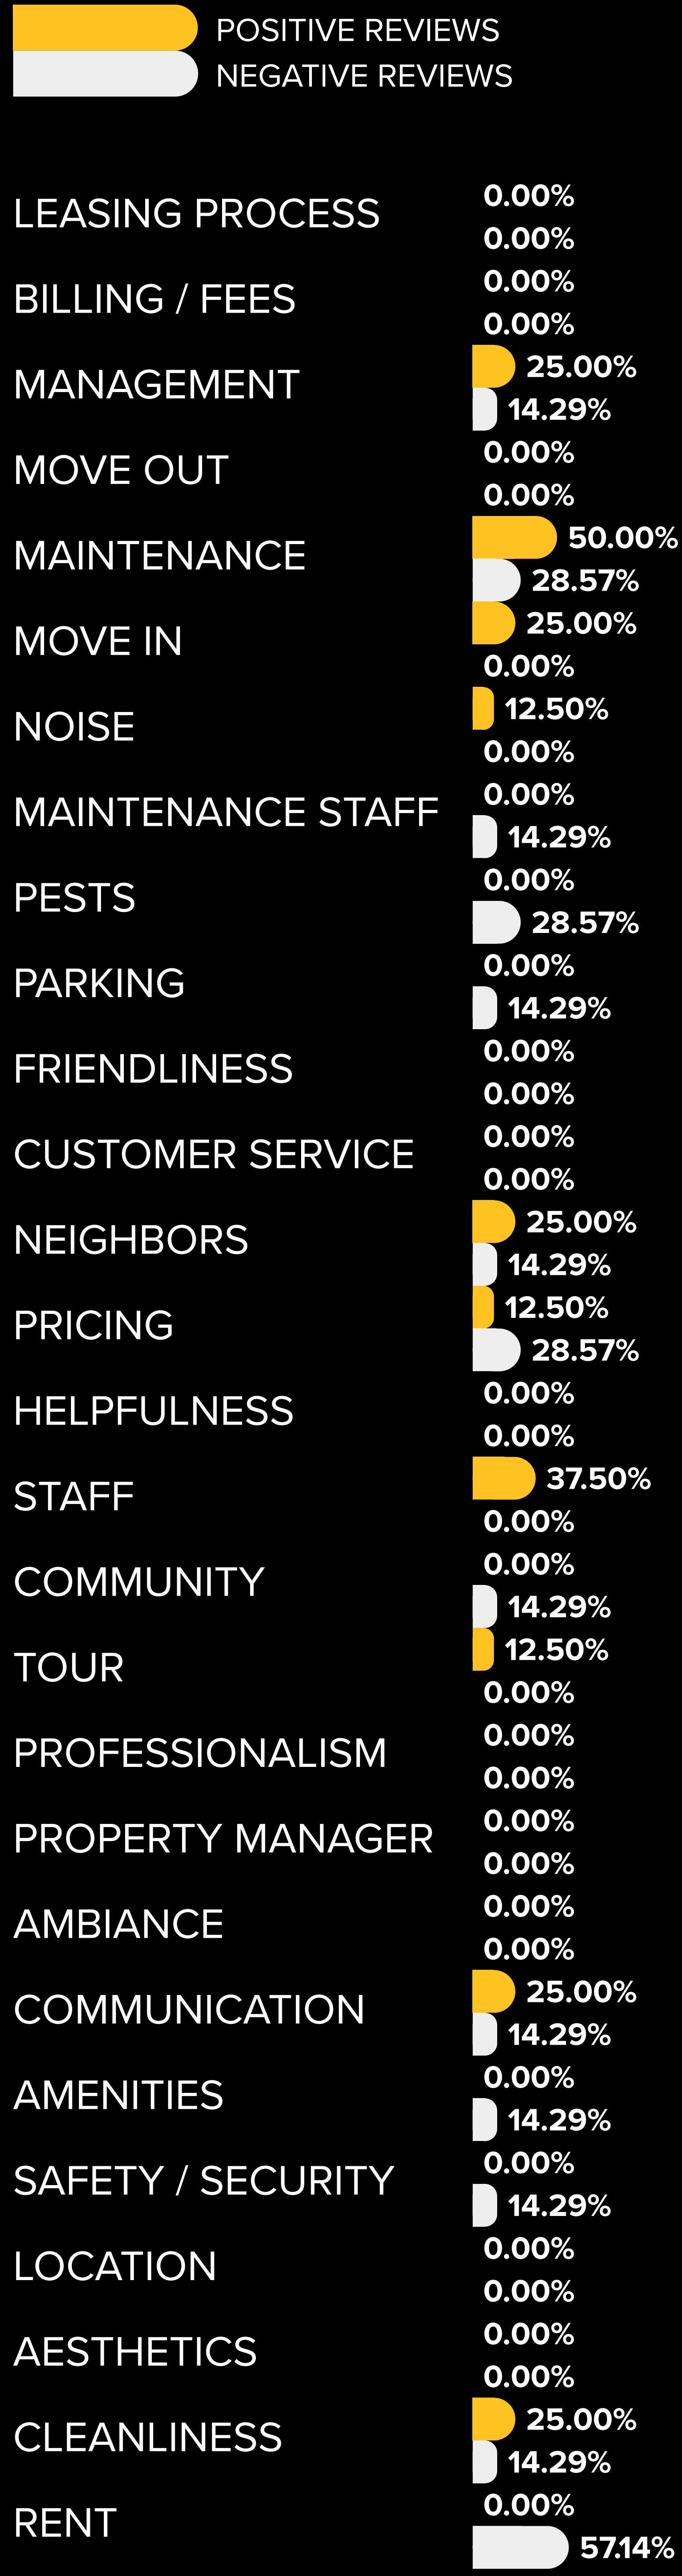 POSITIVE REVIEWS
NEGATIVE REVIEWS
LEASING PROCESS
0.00%
0.00%
BILLING / FEES
0.00%
0.00%
MANAGEMENT
25.00%
14.29%
MOVE OUT
0.00%
0.00%
MAINTENANCE
50.00%
28.57%
MOVE IN
25.00%
0.00%
NOISE
12.50%
0.00%
MAINTENANCE STAFF
0.00%
14.29%
PESTS
0.00%
28.57%
PARKING
0.00%
14.29%
FRIENDLINESS
0.00%
0.00%
CUSTOMER SERVICE
0.00%
0.00%
NEIGHBORS
25.00%
14.29%
PRICING
12.50%
28.57%
HELPFULNESS
0.00%
0.00%
STAFF
37.50%
0.00%
COMMUNITY
0.00%
14.29%
TOUR
12.50%
0.00%
PROFESSIONALISM
0.00%
0.00%
PROPERTY MANAGER
0.00%
0.00%
AMBIANCE
0.00%
0.00%
COMMUNICATION
25.00%
14.29%
AMENITIES
0.00%
14.29%
SAFETY / SECURITY
0.00%
14.29%
LOCATION
0.00%
0.00%
AESTHETICS
0.00%
0.00%
CLEANLINESS
25.00%
14.29%
RENT
0.00%
57.14%